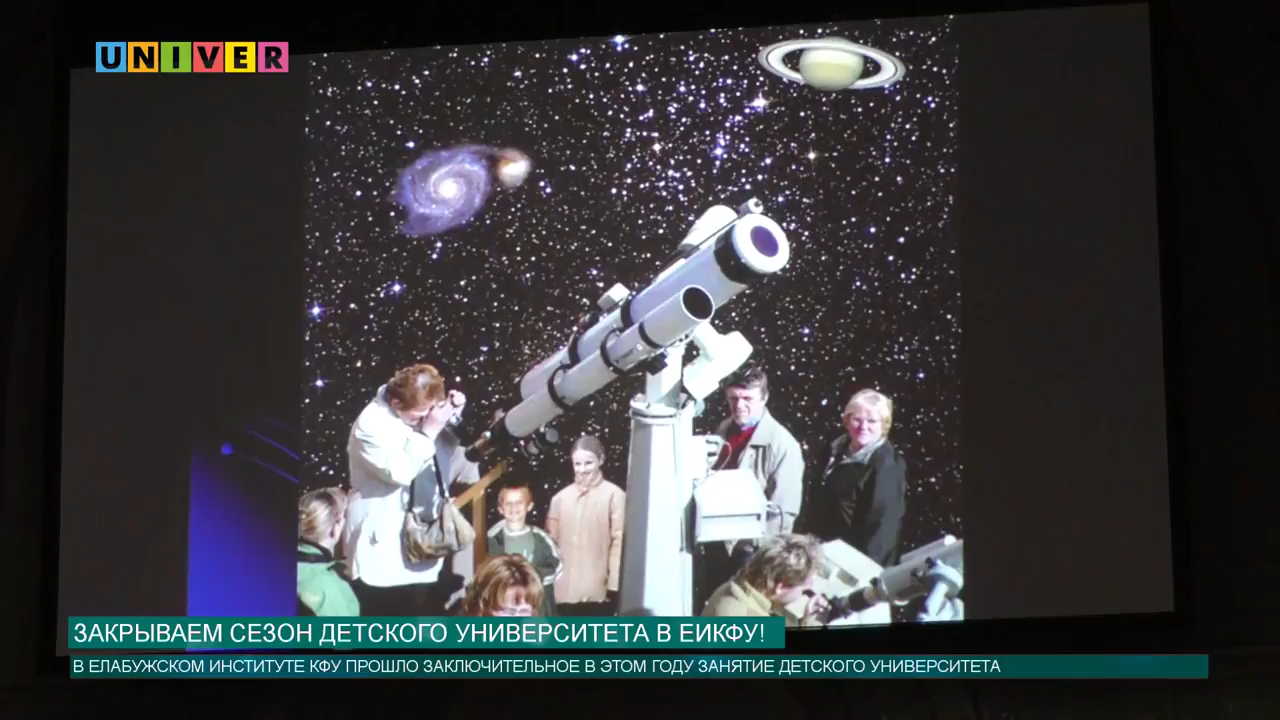 UNIVER
ЗАКРЫВАЕМ СЕЗОН ДЕТСКОГО УНИВЕРСИТЕТА В ЕИКФУ!
В ЕЛАБУЖСКОМ ИНСТИТУТЕ КФУ ПРОШЛО ЗАКЛЮЧИТЕЛЬНОЕ В ЭТОМ ГОДУ ЗАНЯТИЕ ДЕТСКОГО УНИВЕРСИТЕТА